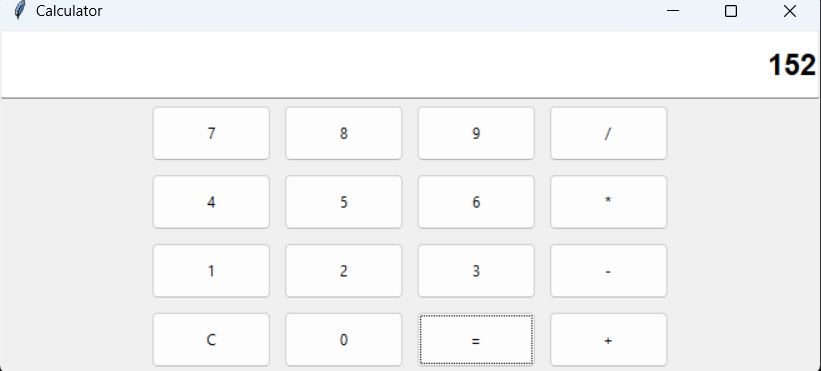 Calculator
152
7 8 9 /
4 5 6 *
1 2 3 -
C 0 = +